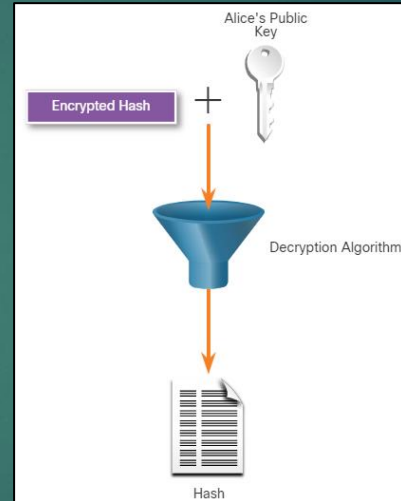 Alice's Public
Key
Encrypted Hash
Decryption Algorithm
Hash